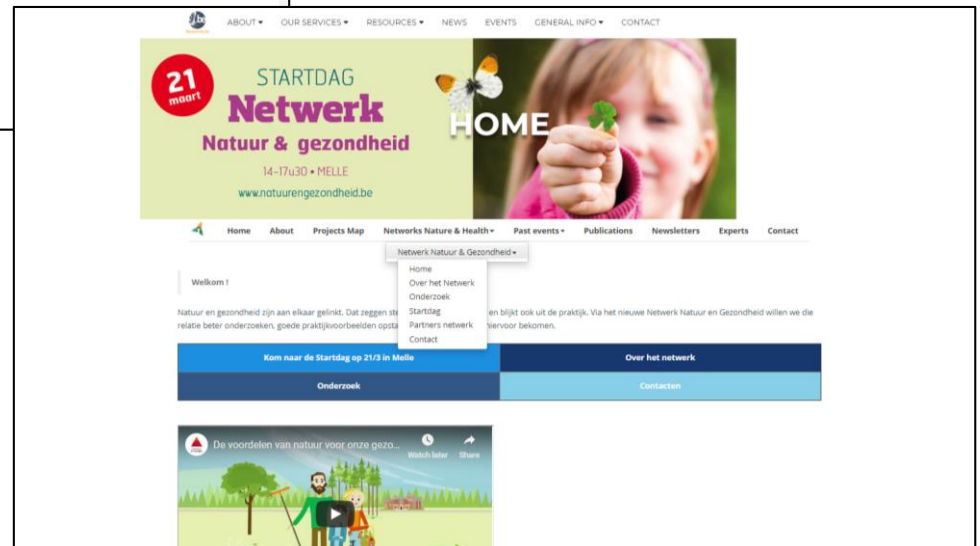 ABOUT OUR SERVICES RESOURCES NEWS EVENTS GENERAL INFO CONTACT
21
maart
STARTDAG
Netwerk
Natuur & gezondheid
14-17u30 • MELLE
www.natuurengezondheid.be
HOME
Home About Projects Map Networks Nature & Health Past events Publications Newsletters Experts Contact
Netwerk Natuur & Gezondheid
Home
Over het Netwerk
Onderzoek
Startdag
Partners netwerk
Contact
Welkom !
Natuur en gezondheid zijn aan elkaar gelinkt. Dat zeggen en blijkt ook uit de praktijk. Via het nieuwe Netwerk Natuur en Gezondheid willen we die
relatie beter onderzoeken, goede praktijkvoorbeelden hiervoor bekomen.
Kom naar de Startdag op 21/3 in Melle
Over het netwerk
Onderzoek
Contacten
De voordelen van natuur voor onze gezo...
Watch later Share